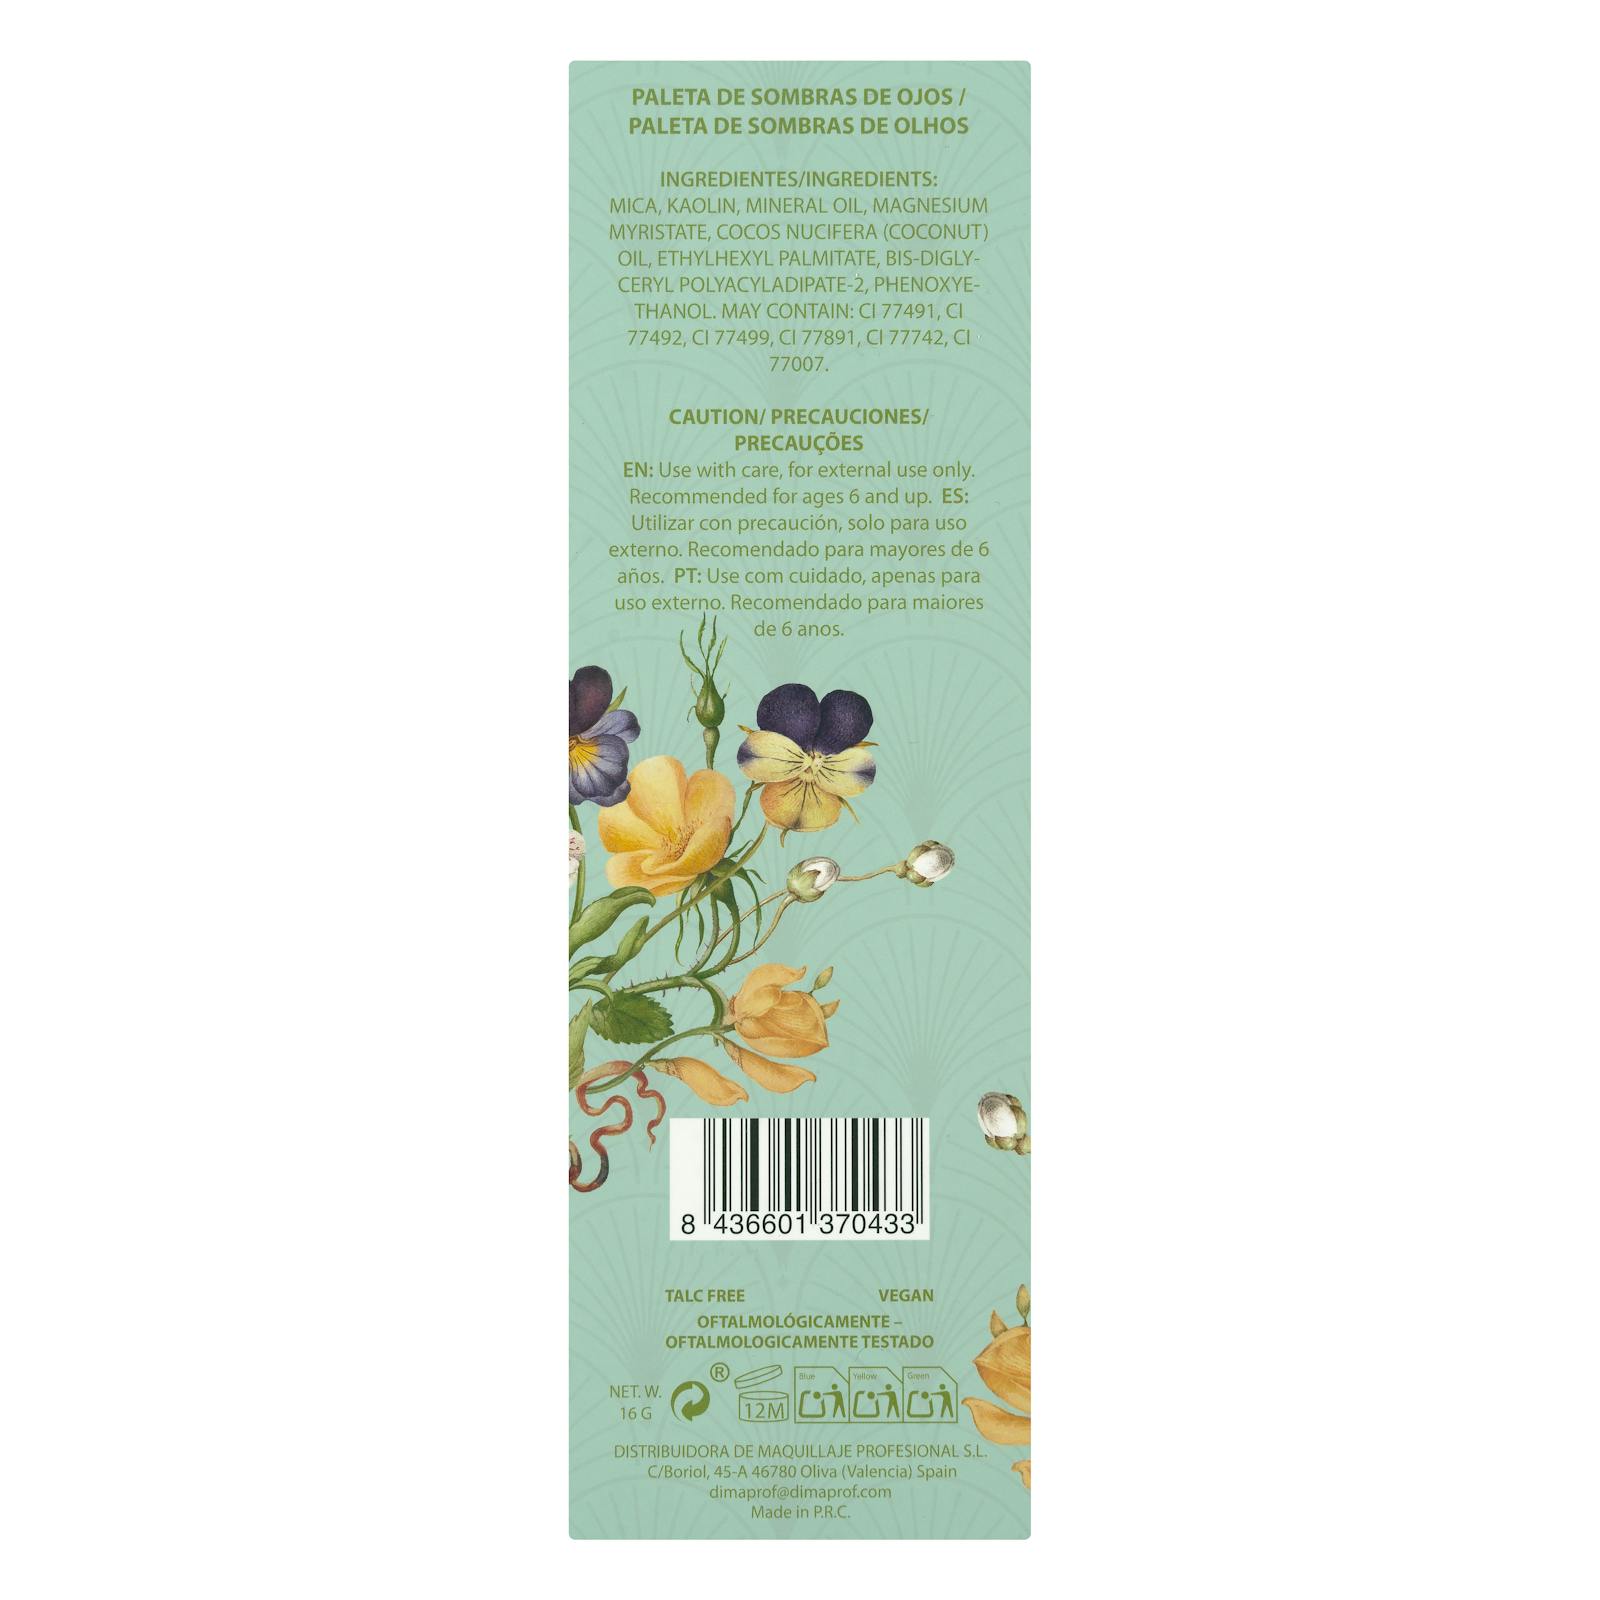 PALETA DE SOMBRAS DE OJOS /
PALETA DE SOMBRAS DE OLHOS
INGREDIENTES/INGREDIENTS:
MICA, KAOLIN, MINERAL OIL, MAGNESIUM
MYRISTATE, COCOS NUCIFERA (COCONUT)
OIL, ETHYLHEXYL PALMITATE, BIS-DIGLY-
CERYL POLYACYLADIPATE-2, PHENOXYE-
THANOL. MAY CONTAIN: CI 77491, CI
77492, CI 77499, CI 77891, CI 77742, CI
77007.
CAUTION/ PRECAUCIONES/
PRECAUÇÕES
EN: Use with care, for external use only.
Recommended for ages 6 and up. ES:
Utilizar con precaución, solo para uso
externo. Recomendado para mayores de 6
años. PT: Use com cuidado, apenas para
uso externo. Recomendado para maiores
de 6 anos.
8 436601 370433
TALC FREE VEGAN
OFTALMOLÓGICAMENTE –
OFTALMOLOGICAMENTE TESTADO
NET. W.
16 G
®
12M
Blue Yellow Green
DISTRIBUIDORA DE MAQUILLAJE PROFESIONAL S.L.
C/Boriol, 45-A 46780 Oliva (Valencia) Spain
dimaprof@dimaprof.com
Made in P.R.C.